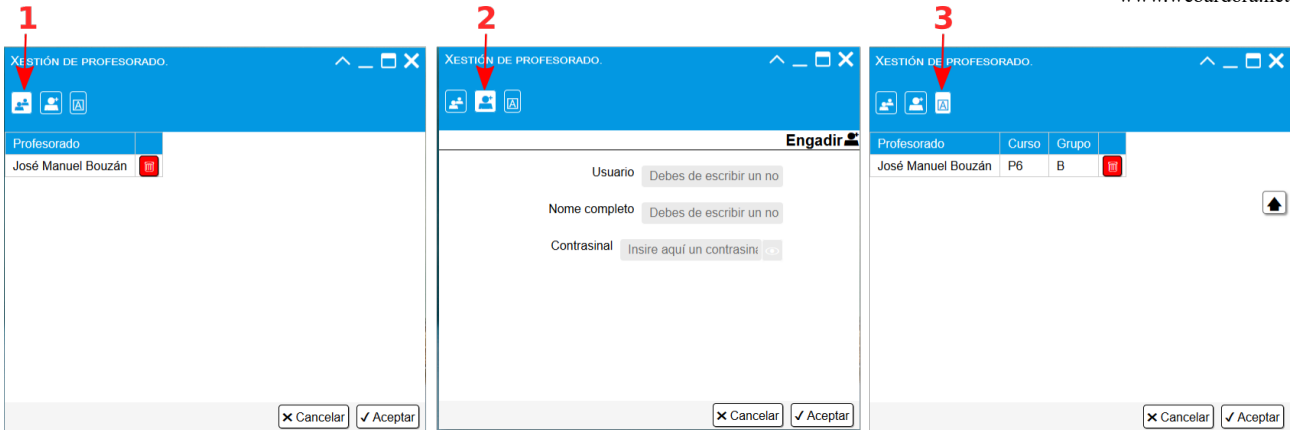 1
XESTIÓN DE PROFESORADO.
A
Profesorado
José Manuel Bouzán
Cancelar Aceptar
2
XESTIÓN DE PROFESORADO.
A
Engadir
Usuario Debes de escribir un no
Nome completo Debes de escribir un no
Contrasinal Insire aquí un contrasina
Cancelar Aceptar
3
XESTIÓN DE PROFESORADO.
A
Profesorado Curso Grupo
José Manuel Bouzán P6 B
Cancelar Aceptar